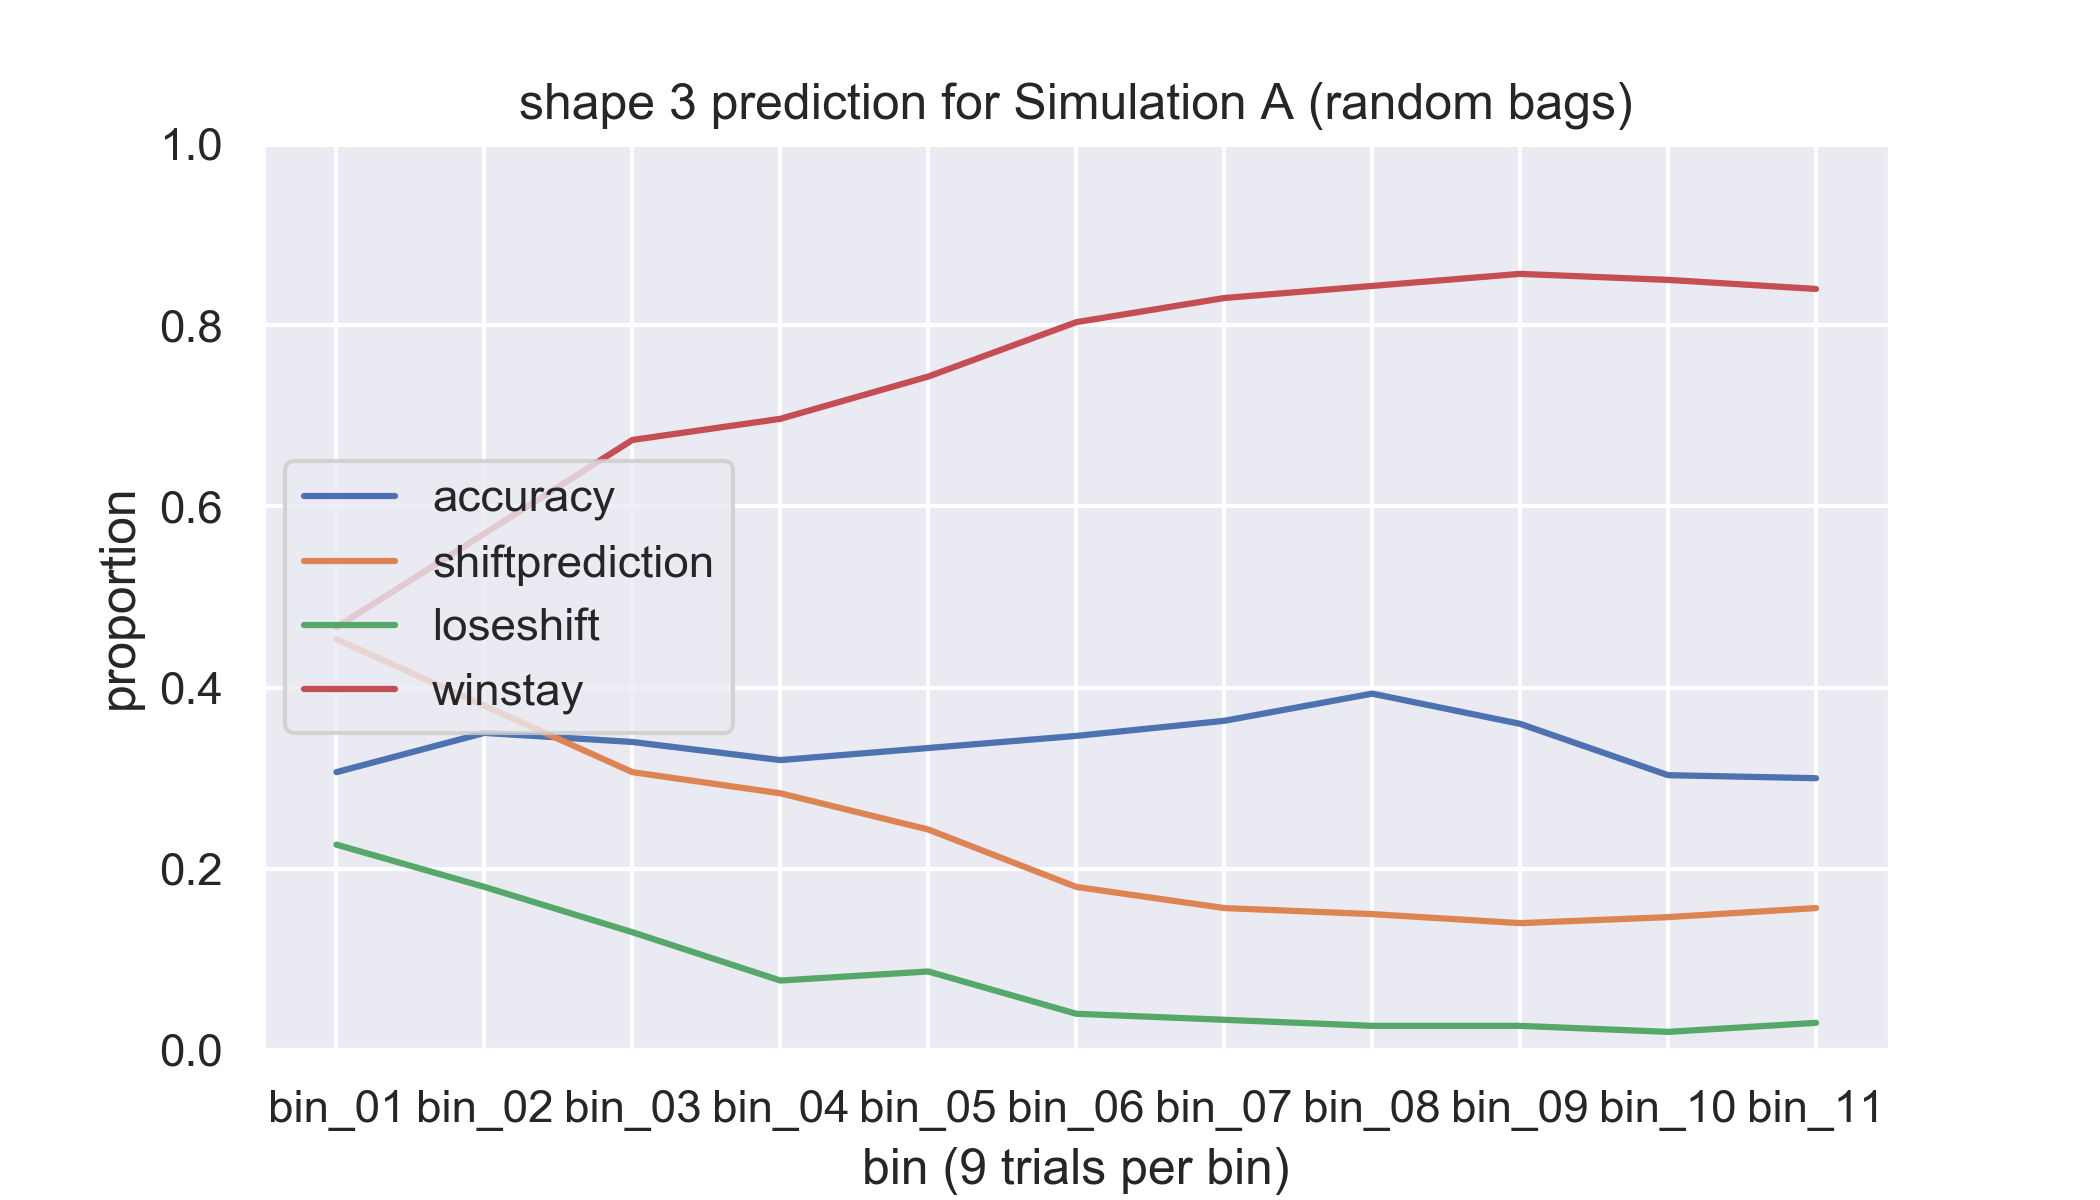 shape 3 prediction for Simulation A (random bags)
1.0
0.8
0.6
0.4
0.2
0.0
proportion
accuracy
shiftprediction
loseshift
winstay
bin_01 bin_02 bin_03 bin_04 bin_05 bin_06 bin_07 bin_08 bin_09 bin_10 bin_11
bin (9 trials per bin)